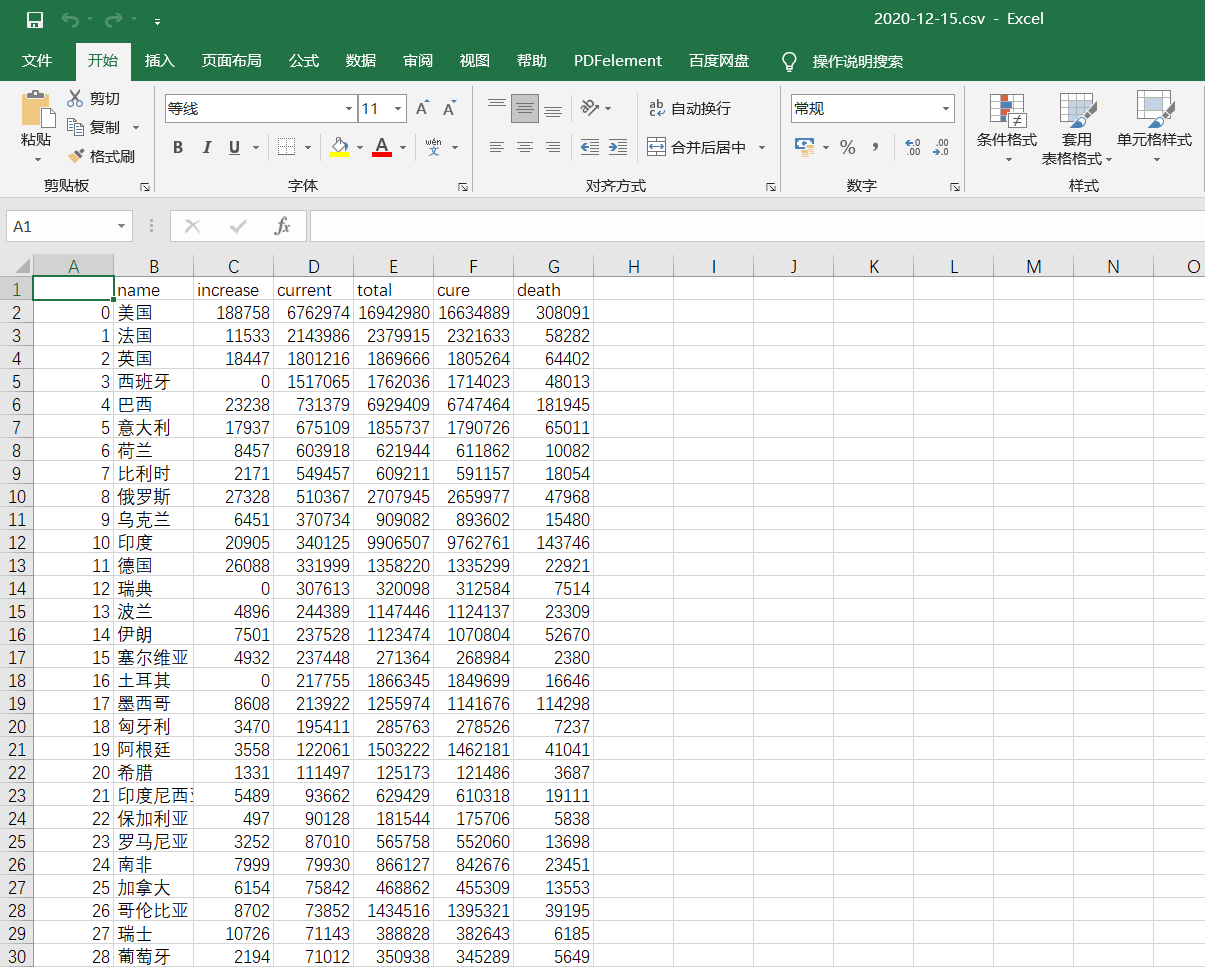 2020-12-15.csv - Excel
文件 开始 插入 页面布局 公式 数据 审阅 视图 帮助 PDFelement 百度网盘 操作说明搜索
粘贴 剪切 复制 格式刷
等线 11 A A
B I U A wén 文
ab c 自动换行
合并后居中
常规
% , .00 .0
条件格式 套用 表格格式 单元格样式
剪贴板 字体 对齐方式 数字 样式
A1 fx
A B C D E F G H I J K L M N O
1 name increase current total cure death
2 0 美国 188758 6762974 16942980 16634889 308091
3 1 法国 11533 2143986 2379915 2321633 58282
4 2 英国 18447 1801216 1869666 1805264 64402
5 3 西班牙 0 1517065 1762036 1714023 48013
6 4 巴西 23238 731379 6929409 6747464 181945
7 5 意大利 17937 675109 1855737 1790726 65011
8 6 荷兰 8457 603918 621944 611862 10082
9 7 比利时 2171 549457 609211 591157 18054
10 8 俄罗斯 27328 510367 2707945 2659977 47968
11 9 乌克兰 6451 370734 909082 893602 15480
12 10 印度 20905 340125 9906507 9762761 143746
13 11 德国 26088 331999 1358220 1335299 22921
14 12 瑞典 0 307613 320098 312584 7514
15 13 波兰 4896 244389 1147446 1124137 23309
16 14 伊朗 7501 237528 1123474 1070804 52670
17 15 塞尔维亚 4932 237448 271364 268984 2380
18 16 土耳其 0 217755 1866345 1849699 16646
19 17 墨西哥 8608 213922 1255974 1141676 114298
20 18 匈牙利 3470 195411 285763 278526 7237
21 19 阿根廷 3558 122061 1503222 1462181 41041
22 20 希腊 1331 111497 125173 121486 3687
23 21 印度尼西 5489 93662 629429 610318 19111
24 22 保加利亚 497 90128 181544 175706 5838
25 23 罗马尼亚 3252 87010 565758 552060 13698
26 24 南非 7999 79930 866127 842676 23451
27 25 加拿大 6154 75842 468862 455309 13553
28 26 哥伦比亚 8702 73852 1434516 1395321 39195
29 27 瑞士 10726 71143 388828 382643 6185
30 28 葡萄牙 2194 71012 350938 345289 5649